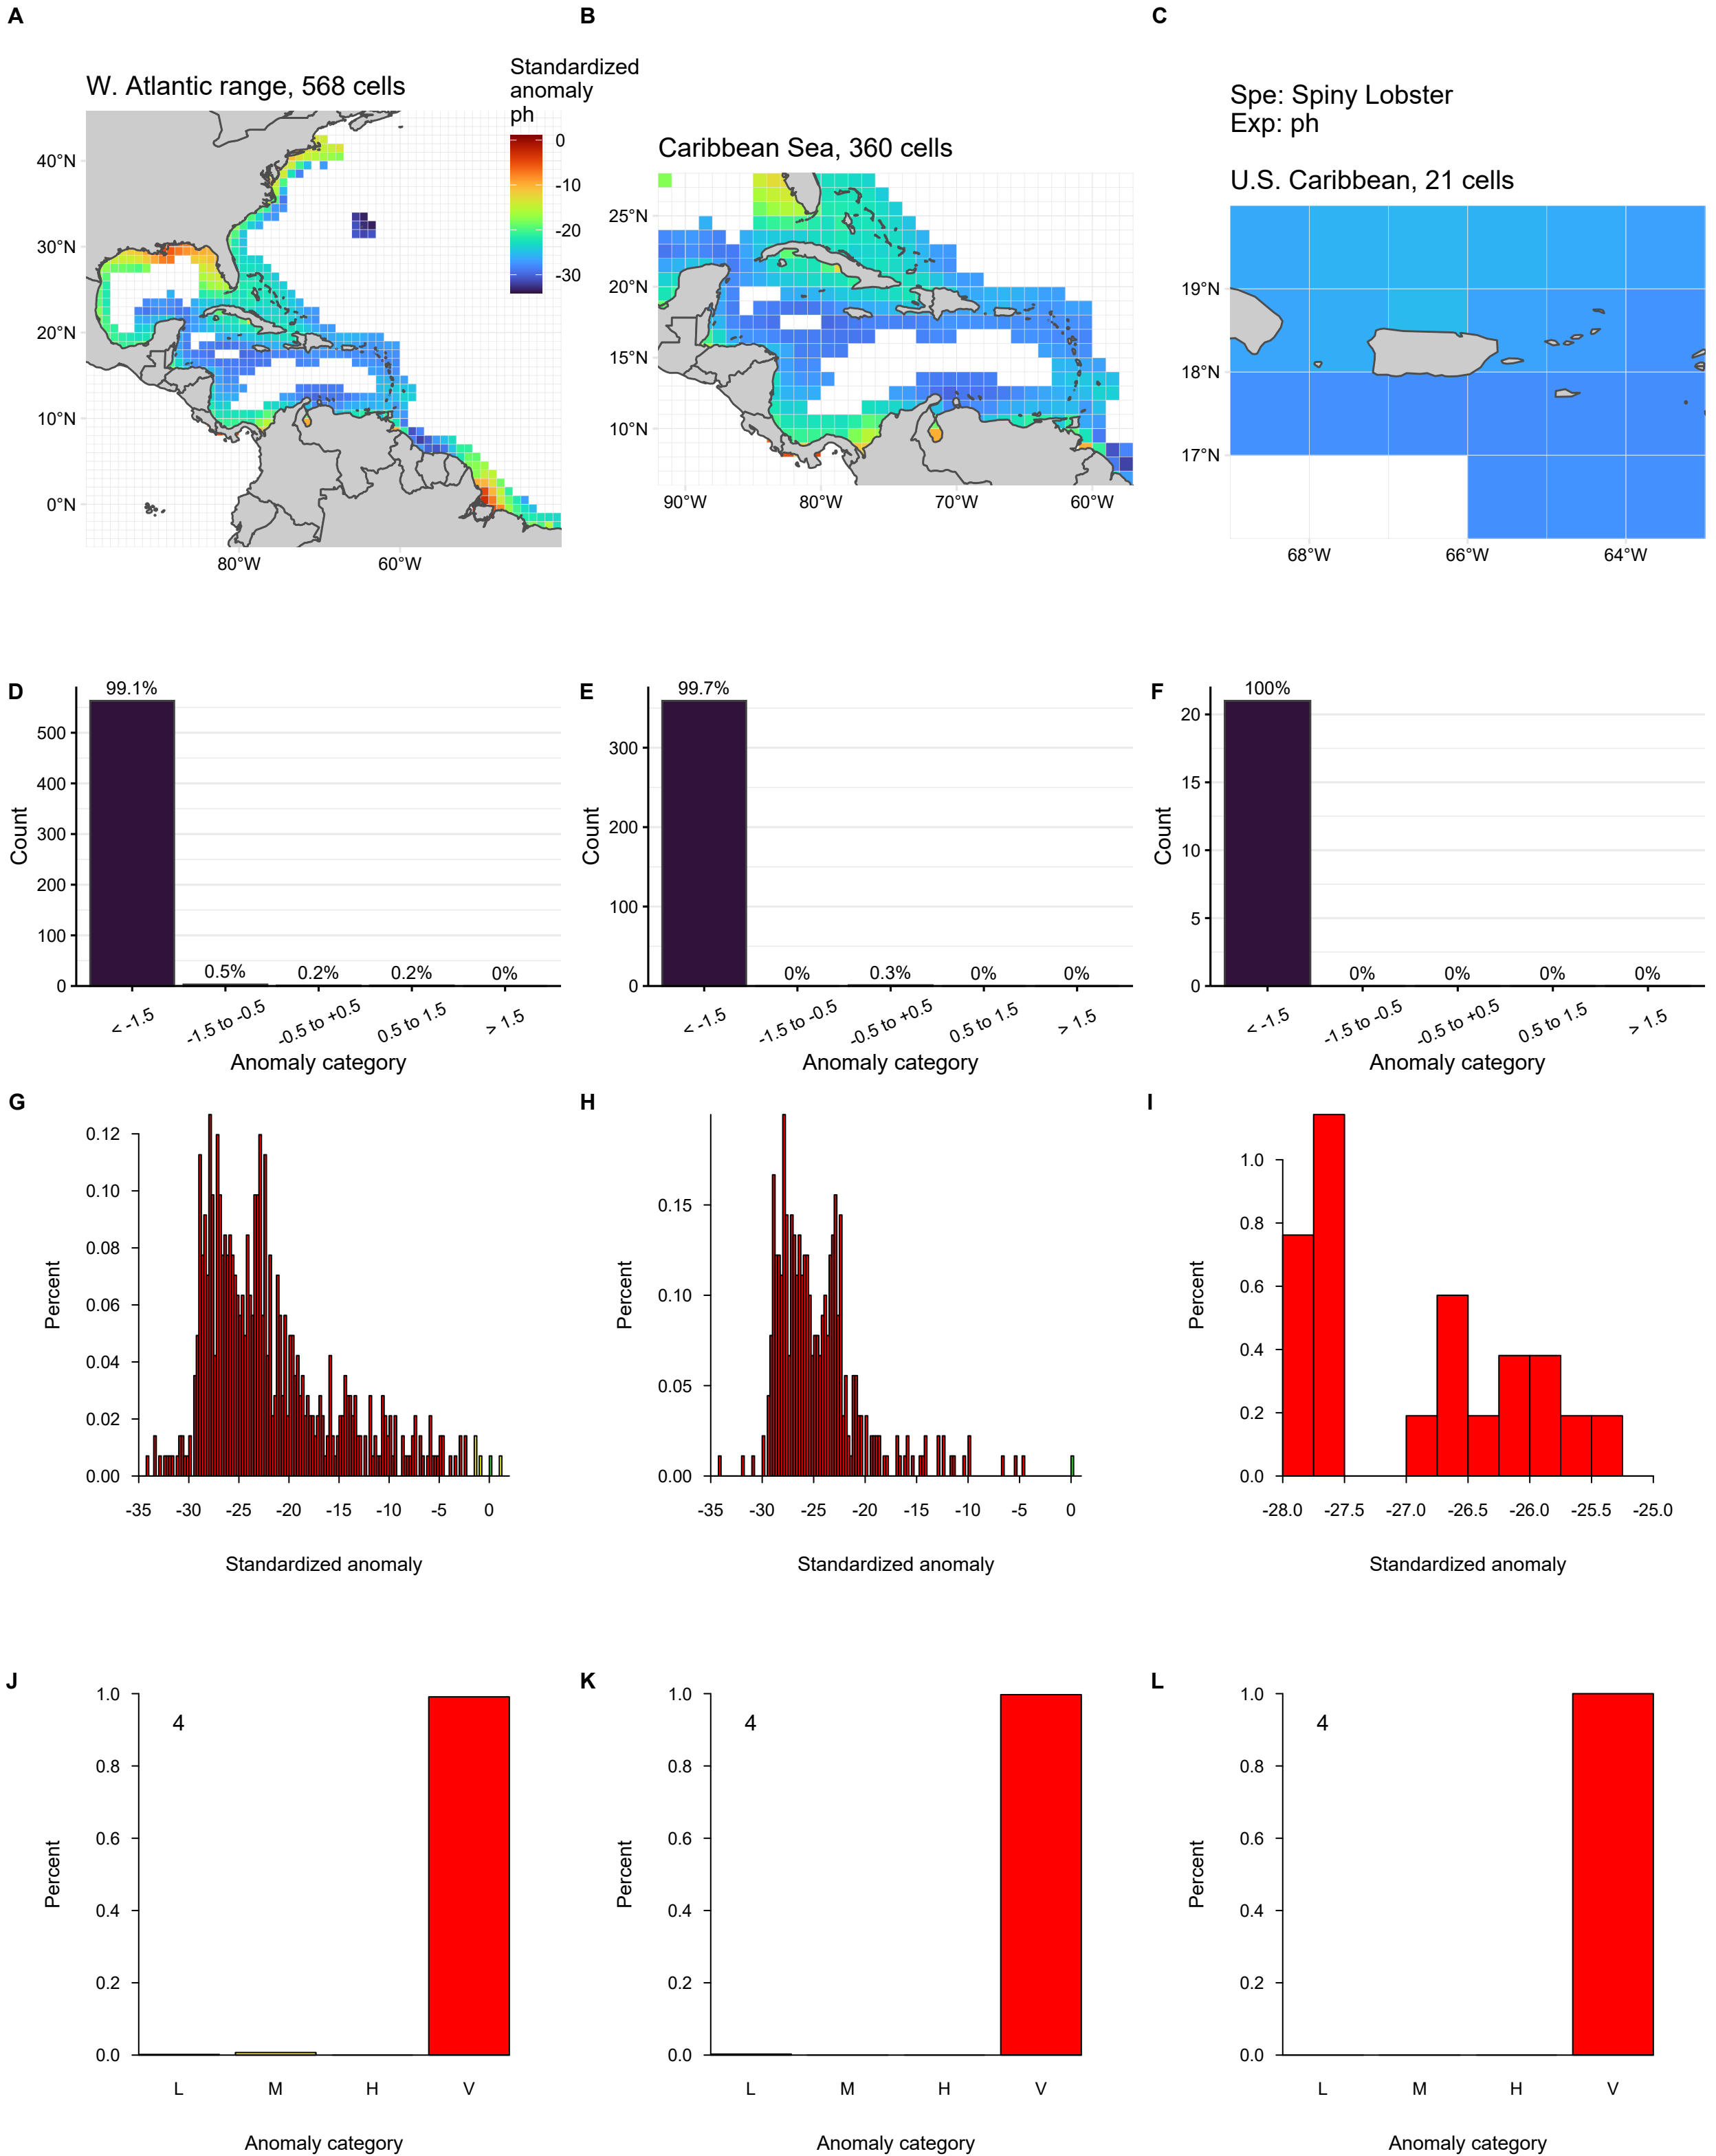 A
B
C
W. Atlantic range, 568 cells
Standardized
anomaly
ph
0
-10
-20
-30
40°N
30°N
20°N
10°N
0°N
80°W
60°W
Caribbean Sea, 360 cells
25°N
20°N
15°N
10°N
90°W
80°W
70°W
60°W
Spe: Spiny Lobster
Exp: ph
U.S. Caribbean, 21 cells
19°N
18°N
17°N
68°W
66°W
64°W
D
99.1%
0.5%
0.2%
0.2%
0%
Count
500
400
300
200
100
0
< -1.5
-1.5 to -0.5
-0.5 to +0.5
0.5 to 1.5
> 1.5
Anomaly category
E
99.7%
0%
0.3%
0%
0%
Count
300
200
100
0
< -1.5
-1.5 to -0.5
-0.5 to +0.5
0.5 to 1.5
> 1.5
Anomaly category
F
100%
0%
0%
0%
0%
Count
20
15
10
5
0
< -1.5
-1.5 to -0.5
-0.5 to +0.5
0.5 to 1.5
> 1.5
Anomaly category
G
Percent
0.12
0.10
0.08
0.06
0.04
0.02
0.00
-35
-30
-25
-20
-15
-10
-5
0
Standardized anomaly
H
Percent
0.15
0.10
0.05
0.00
-35
-30
-25
-20
-15
-10
-5
0
Standardized anomaly
I
Percent
1.0
0.8
0.6
0.4
0.2
0.0
-28.0
-27.5
-27.0
-26.5
-26.0
-25.5
-25.0
Standardized anomaly
J
4
Percent
1.0
0.8
0.6
0.4
0.2
0.0
L
M
H
V
Anomaly category
K
4
Percent
1.0
0.8
0.6
0.4
0.2
0.0
L
M
H
V
Anomaly category
L
4
Percent
1.0
0.8
0.6
0.4
0.2
0.0
L
M
H
V
Anomaly category